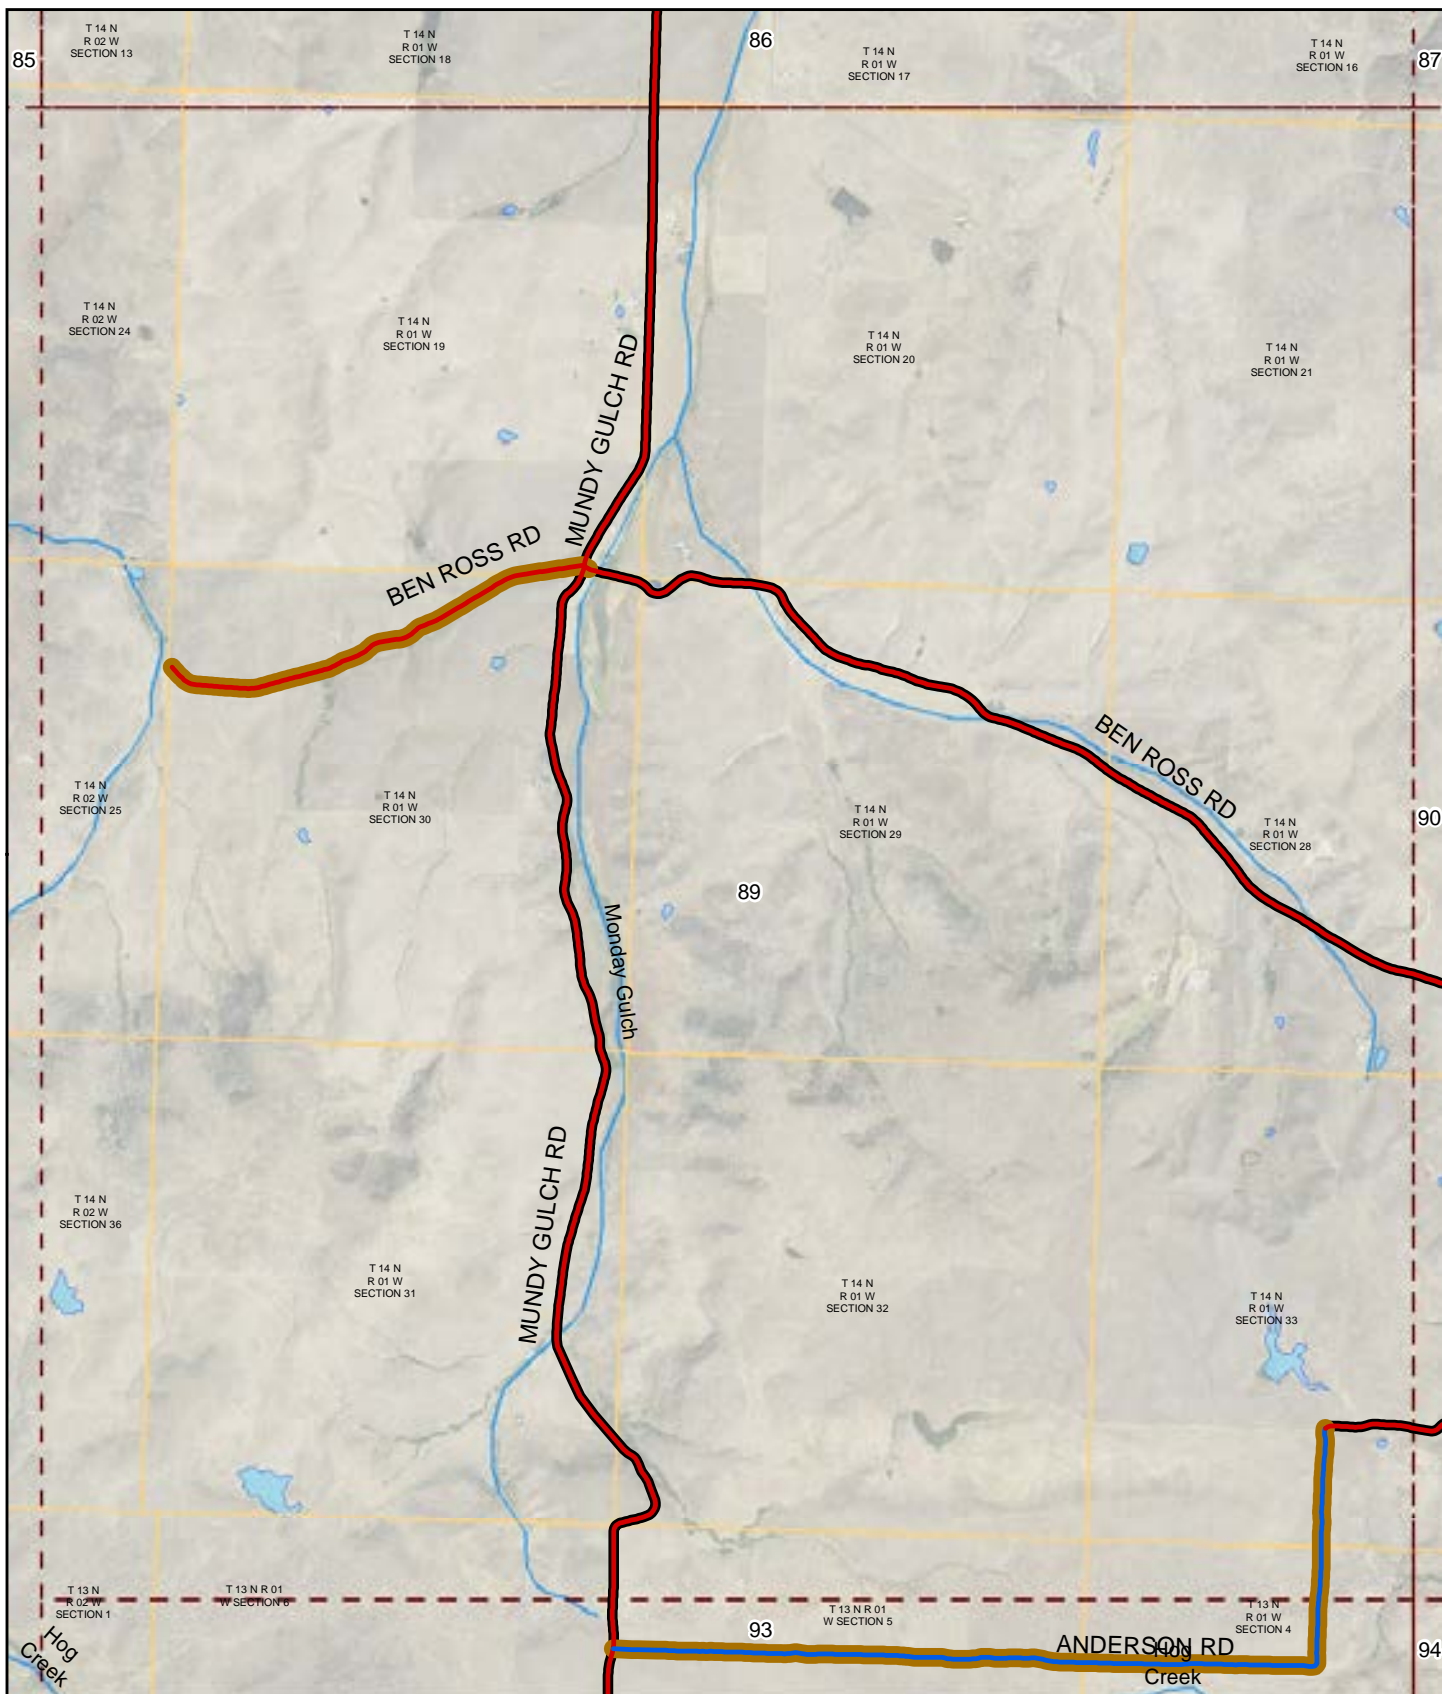 T 14 N
R 02 W
SECTION 13
T 14 N
R 01 W
SECTION 18
86
T 14 N
R 01 W
SECTION 17
T 14 N
R 01 W
SECTION 16
85
87
T 14 N
R 02 W
SECTION 24
T 14 N
R 01 W
SECTION 19
MUNDY GULCH RD
T 14 N
R 01 W
SECTION 20
T 14 N
R 01 W
SECTION 21
BEN ROSS RD
BEN ROSS RD
T 14 N
R 02 W
SECTION 25
T 14 N
R 01 W
SECTION 30
T 14 N
R 01 W
SECTION 29
T 14 N
R 01 W
SECTION 28
90
89
Monday Gulch
MUNDY GULCH RD
T 14 N
R 02 W
SECTION 36
T 14 N
R 01 W
SECTION 31
T 14 N
R 01 W
SECTION 32
T 14 N
R 01 W
SECTION 33
T 13 N
R 02 W
SECTION 1
T 13 N R 01
W SECTION 6
T 13 N R 01
W SECTION 5
T 13 N
R 01 W
SECTION 4
93
94
Hog
Creek
ANDERSON RD
Hog
Creek